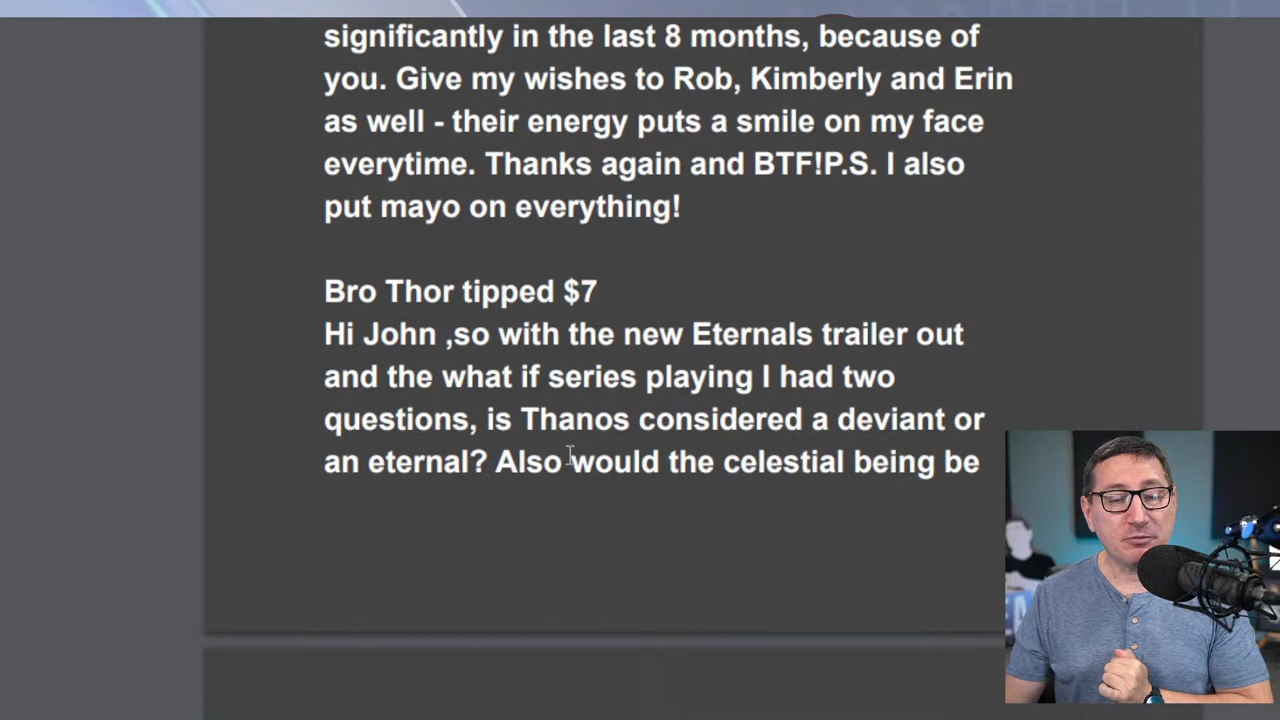 significantly in the last 8 months, because of
you. Give my wishes to Rob, Kimberly and Erin
as well - their energy puts a smile on my face
everytime. Thanks again and BTF!P.S. I also
put mayo on everything!
Bro Thor tipped $7
Hi John ,so with the new Eternals trailer out
and the what if series playing I had two
questions, is Thanos considered a deviant or
an eternal? Also would the celestial being be